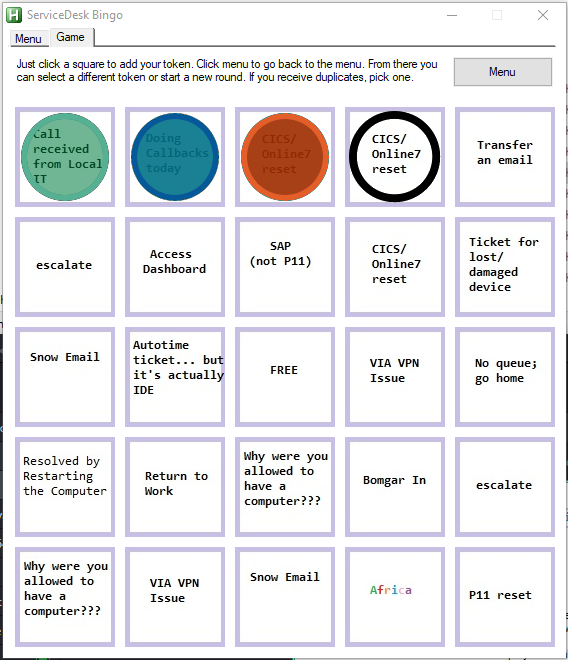 ServiceDesk Bingo
Menu Game
Just click a square to add your token. Click menu to go back to the menu. From there you
can select a different token or start a new round. If you receive duplicates, pick one.
Menu
Call
received
from Local
IT
Doing
Callbacks
today
CICS/
Online7
reset
CICS/
Online7
reset
Transfer
an email
escalate
Access
Dashboard
SAP
(not P11)
CICS/
Online7
reset
Ticket for
lost/
damaged
device
Snow Email
Autotime
ticket... but
it's actually
IDE
FREE
VIA VPN
Issue
No queue;
go home
Resolved by
Restarting
the Computer
Return to
Work
Why were you
allowed to
have a
computer???
Bomgar In
escalate
Why were you
allowed to
have a
computer???
VIA VPN
Issue
Snow Email
Africa
P11 reset